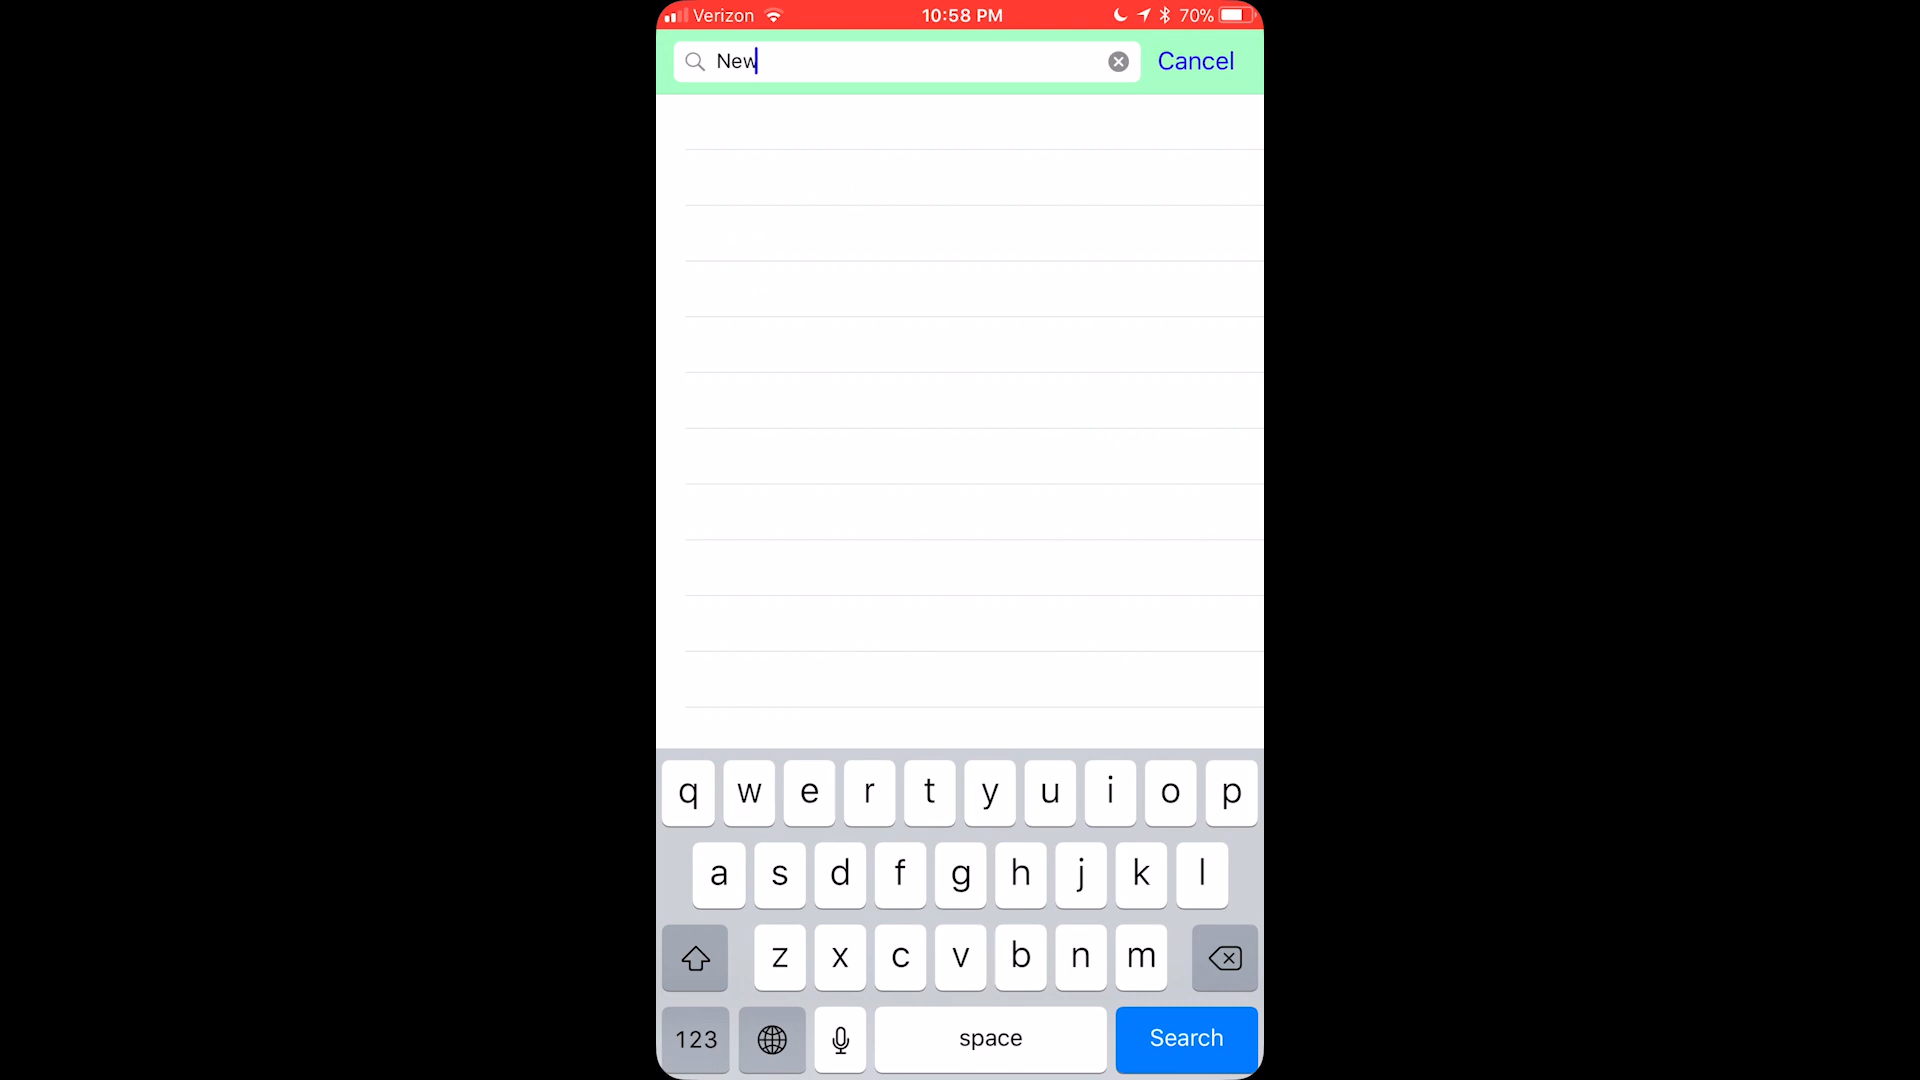 Verizon 10:58 PM 70%
New Cancel
q w e r t y u i o p
a s d f g h j k l
z x c v b n m
123 space Search